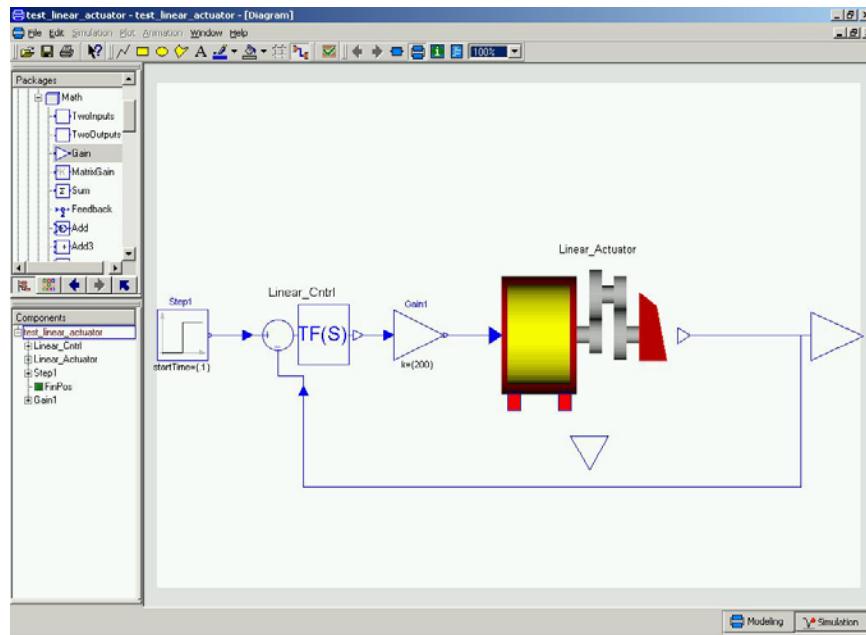 test_linear_actuator - test_linear_actuator - [Diagram]
File Edit Simulation Plot Animation Window Help
A 100%
Packages
Math
TwoInputs
TwoOutputs
Gain
MatrixGain
Sum
Feedback
Add
Add3
Components
test_linear_actuator
Linear_Cntrl
Linear_Actuator
Step1
FinPos
Gain1
Linear_Actuator
Step1
Linear_Cntrl
Gain1
TF(S)
startTime=(.1)
k=(200)
Modeling
Simulation